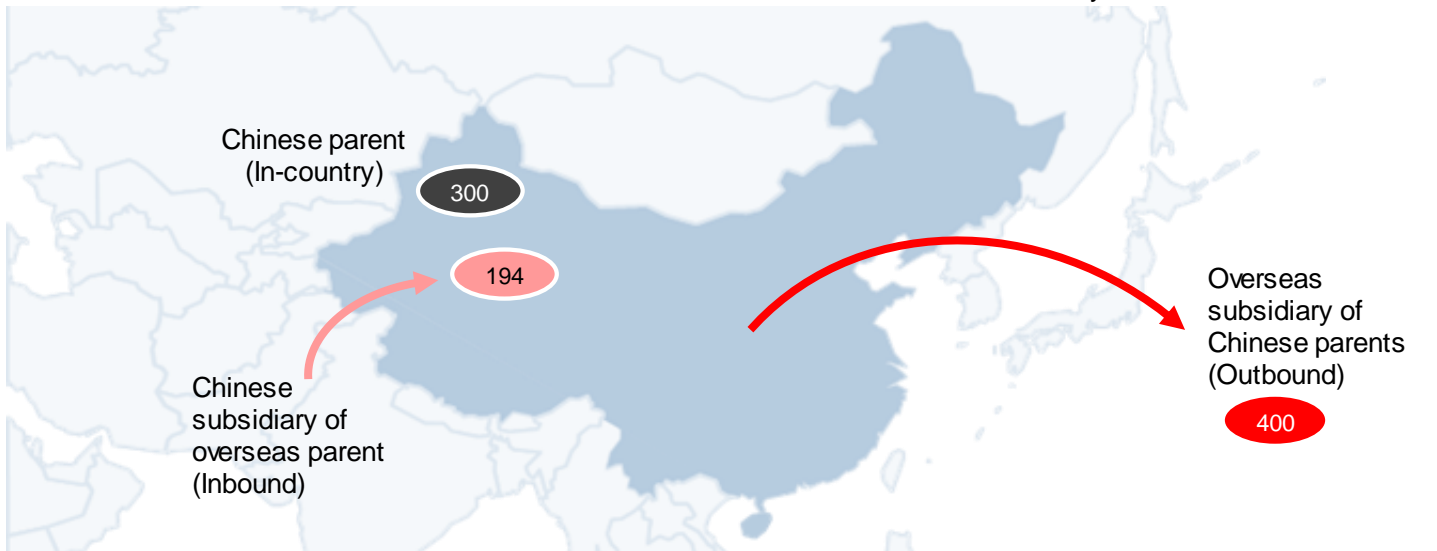 Chinese parent
(In-country)
300
194
Chinese
subsidiary of
overseas parent
(Inbound)
Overseas
subsidiary of
Chinese parents
(Outbound)
400